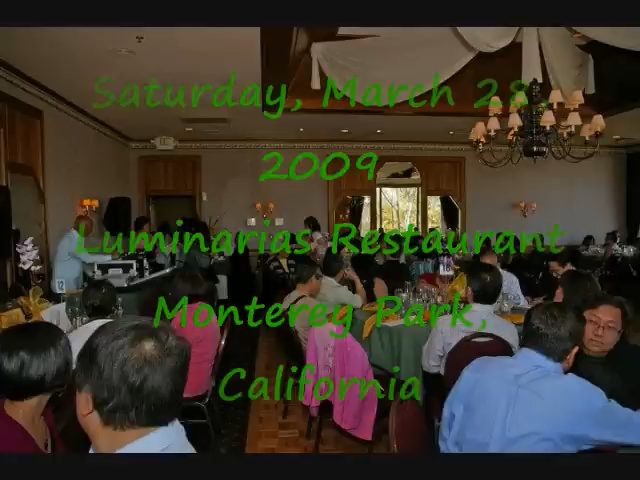 Saturday, March 28,
2009
Luminarias Restaurant
Monterey Park,
California